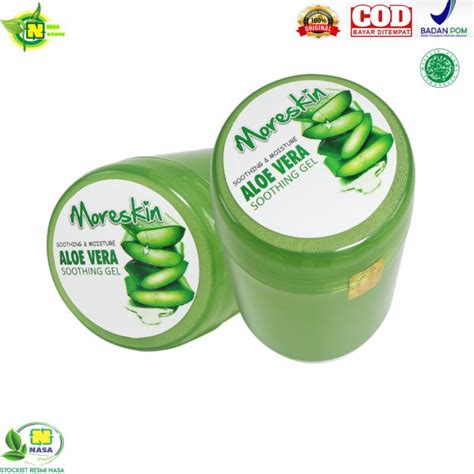 100%
ORIGINAL
COD
BAYAR DITEMPAT
BADAN POM
Moreskin
SOOTHING & MOISTURE
ALOE VERA
SOOTHING GEL
Moreskin
SOOTHING & MOISTURE
ALOE VERA
SOOTHING GEL
N
NASA
STOCKIST RESMI NASA